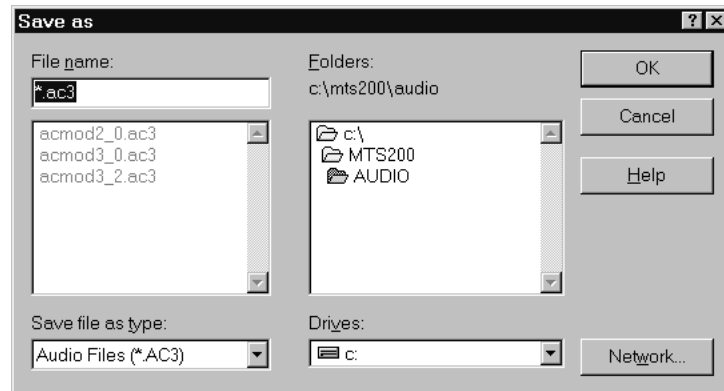 Save as
File name:
*.ac3
acmod2_0.ac3
acmod3_0.ac3
acmod3_2.ac3
Save file as type:
Audio Files (*.AC3)
Folders:
c:\mts200\audio
c:\
MTS200
AUDIO
Drives:
c:
OK
Cancel
Help
Network...